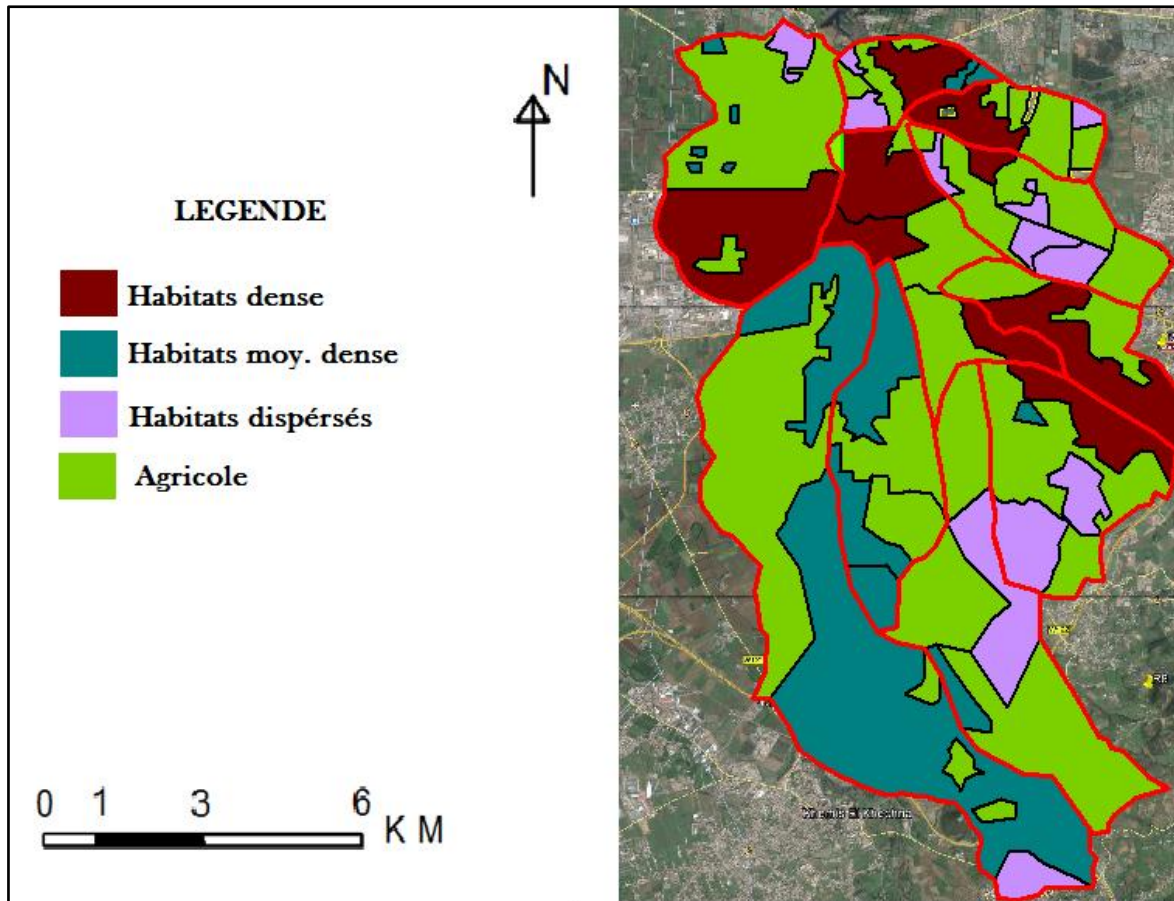 N
LEGENDE
Habitats dense
Habitats moy. dense
Habitats dispérsés
Agricole
0 1 3 6
K M